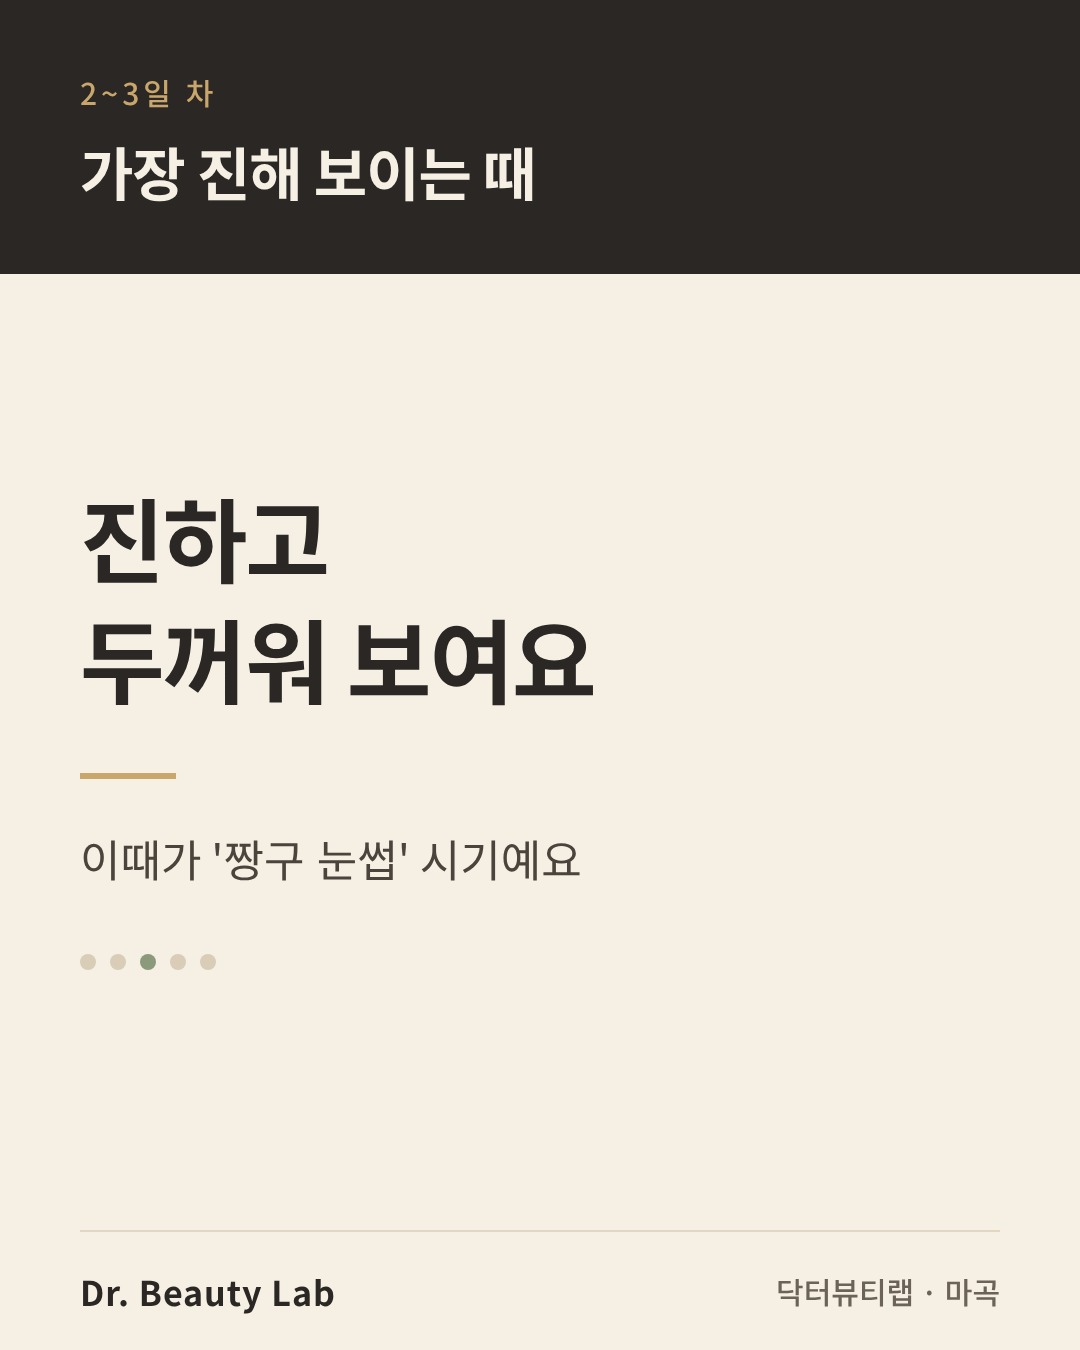 2~3일 차
가장 진해 보이는 때
진하고
두꺼워 보여요
이때가 '짱구 눈썹' 시기예요
Dr. Beauty Lab
닥터뷰티랩 · 마곡